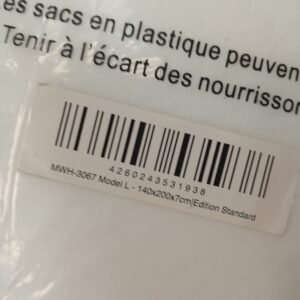 es sacs en plastique peuven
Tenir à l'écart des nourrisson
4260243531938
MWH-3067 Model L - 140x200x7cm|Edition Standard